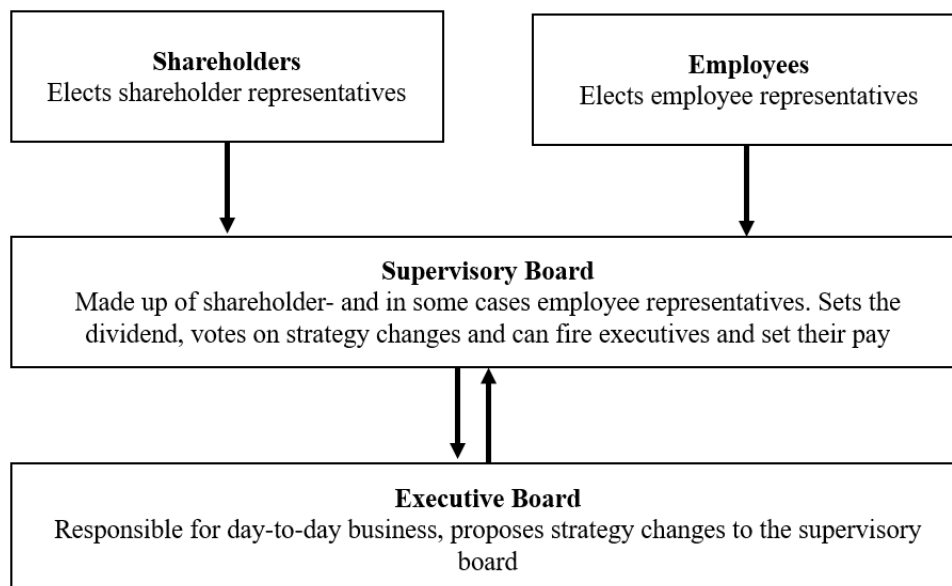 Shareholders
Elects shareholder representatives
Employees
Elects employee representatives
Supervisory Board
Made up of shareholder- and in some cases employee representatives. Sets the
dividend, votes on strategy changes and can fire executives and set their pay
Executive Board
Responsible for day-to-day business, proposes strategy changes to the supervisory
board